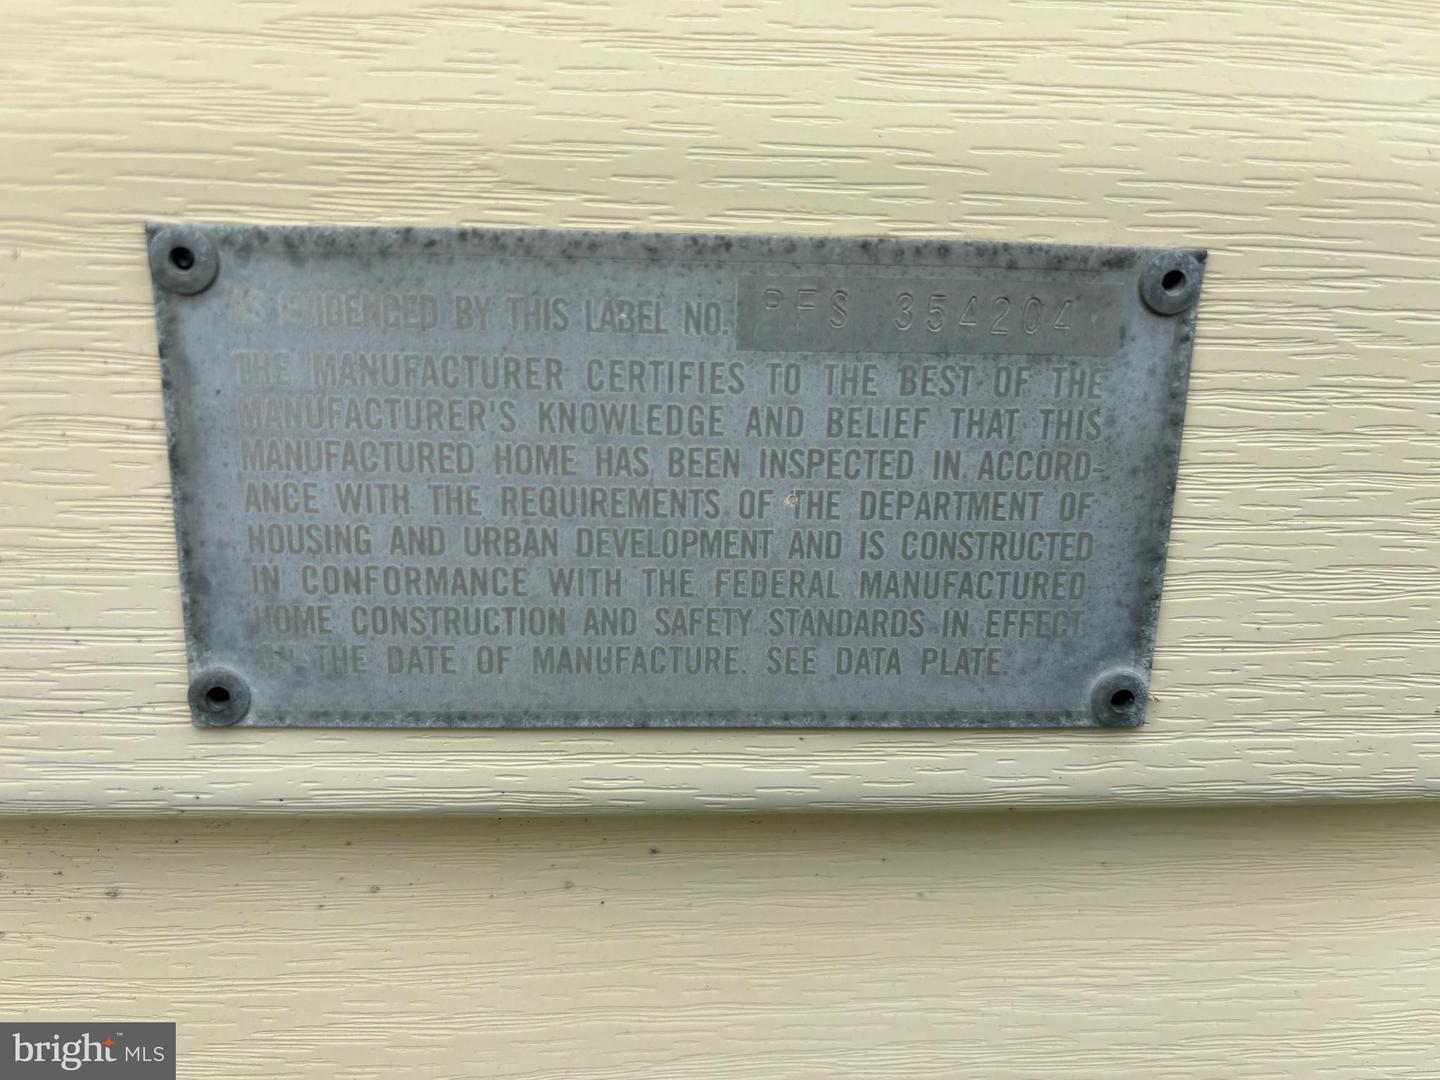 AS EVIDENCED BY THIS LABEL NO. PFS 354204
THE MANUFACTURER CERTIFIES TO THE BEST OF THE
MANUFACTURER'S KNOWLEDGE AND BELIEF THAT THIS
MANUFACTURED HOME HAS BEEN INSPECTED IN ACCORD-
ANCE WITH THE REQUIREMENTS OF THE DEPARTMENT OF
HOUSING AND URBAN DEVELOPMENT AND IS CONSTRUCTED
IN CONFORMANCE WITH THE FEDERAL MANUFACTURED
HOME CONSTRUCTION AND SAFETY STANDARDS IN EFFECT
ON THE DATE OF MANUFACTURE. SEE DATA PLATE.
bright™ MLS